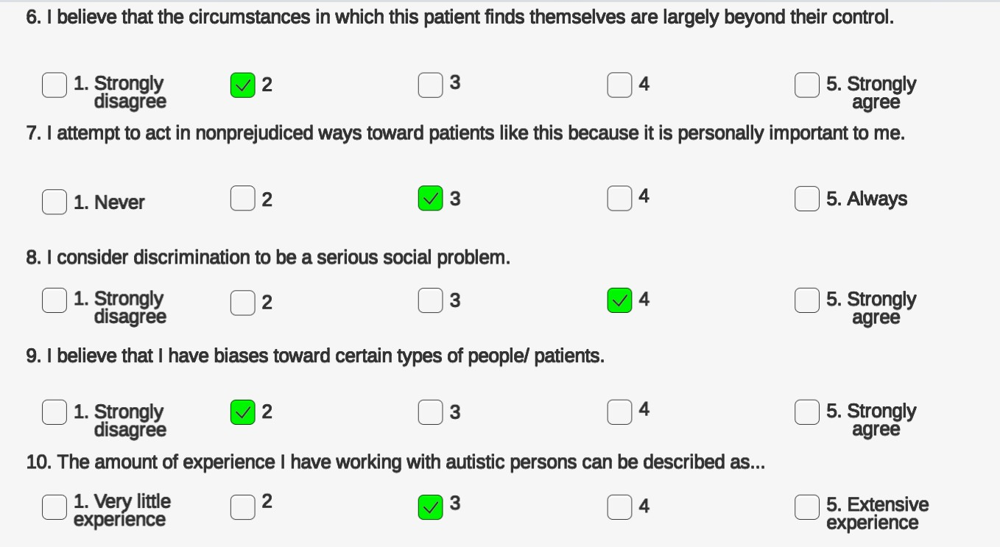 6. I believe that the circumstances in which this patient finds themselves are largely beyond their control.
1. Strongly disagree 2 3 4 5. Strongly agree
7. I attempt to act in nonprejudiced ways toward patients like this because it is personally important to me.
1. Never 2 3 4 5. Always
8. I consider discrimination to be a serious social problem.
1. Strongly disagree 2 3 4 5. Strongly agree
9. I believe that I have biases toward certain types of people/ patients.
1. Strongly disagree 2 3 4 5. Strongly agree
10. The amount of experience I have working with autistic persons can be described as...
1. Very little experience 2 3 4 5. Extensive experience